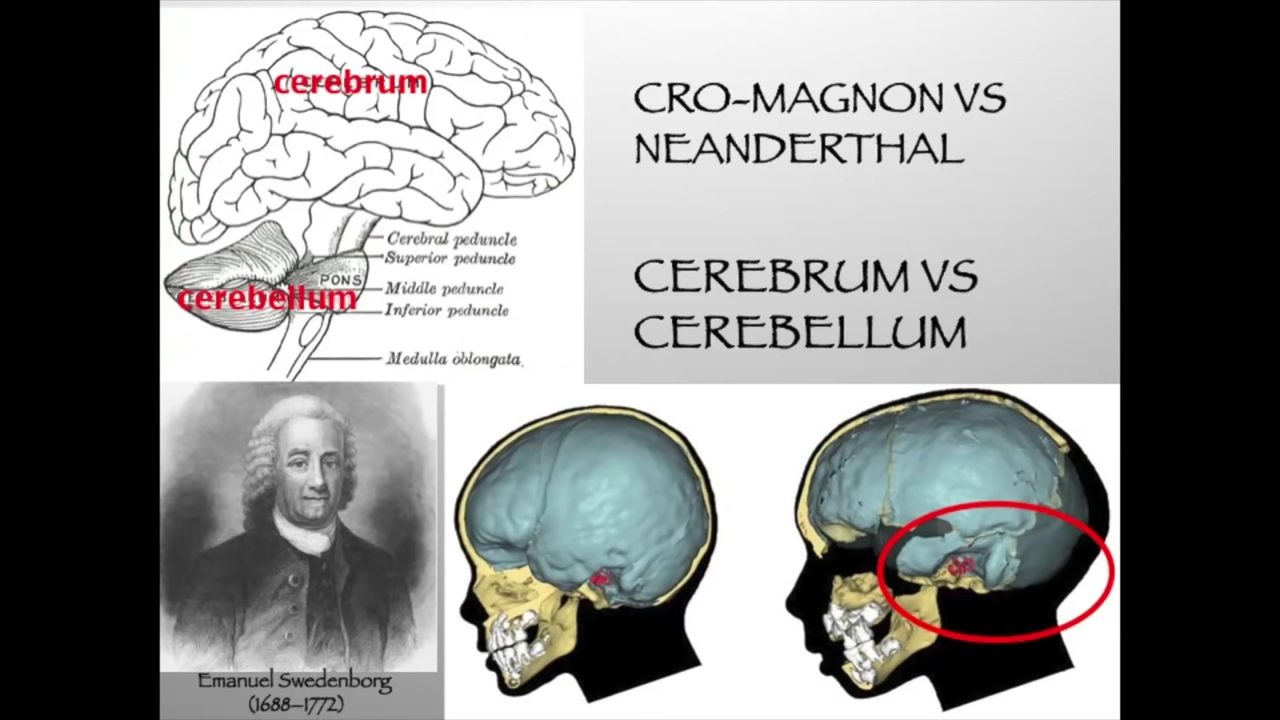 cerebrum
Cerebral peduncle
Superior peduncle
PONS
Middle peduncle
cerebellum
Inferior peduncle
Medulla oblongata
CRO-MAGNON VS
NEANDERTHAL
CEREBRUM VS
CEREBELLUM
Emanuel Swedenborg
(1688–1772)